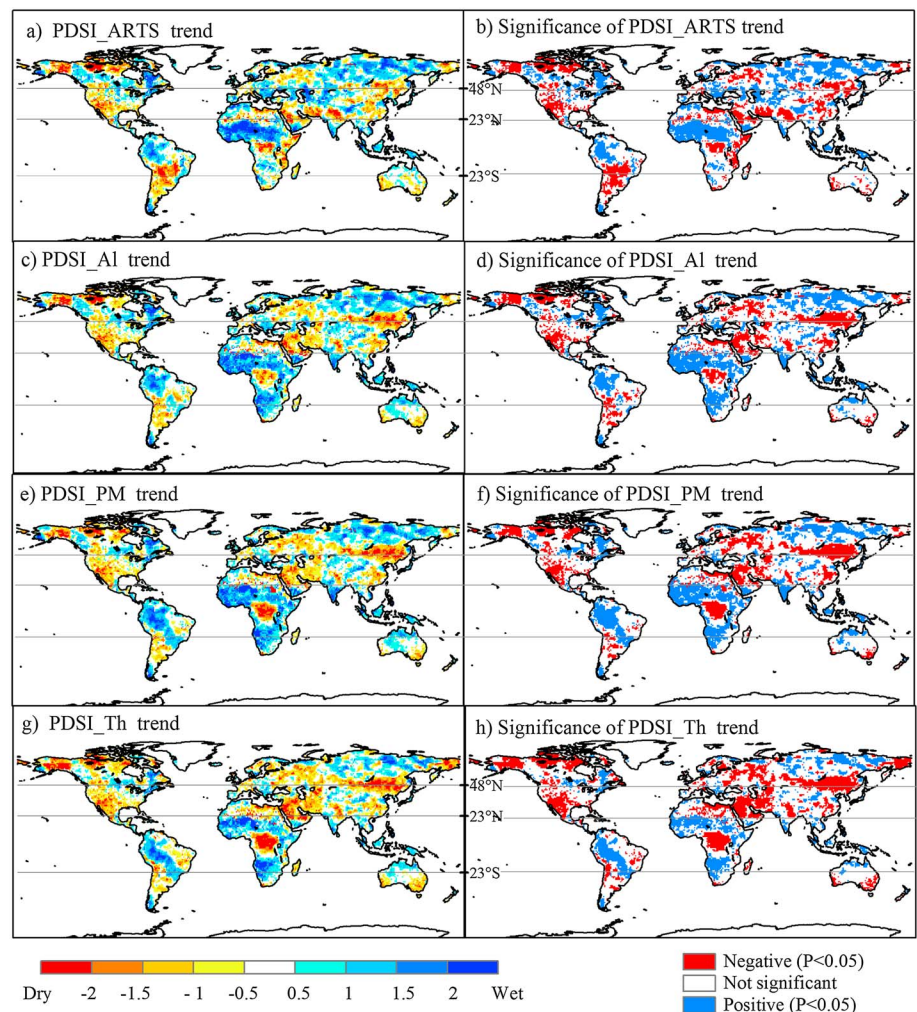 a) PDSI_ARTS trend
b) Significance of PDSI_ARTS trend
48°N
23°N
23°S
c) PDSI_Al trend
d) Significance of PDSI_Al trend
e) PDSI_PM trend
f) Significance of PDSI_PM trend
g) PDSI_Th trend
h) Significance of PDSI_Th trend
48°N
23°N
23°S
Dry -2 -1.5 -1 -0.5 0.5 1 1.5 2 Wet
Negative (P<0.05)
Not significant
Positive (P<0.05)